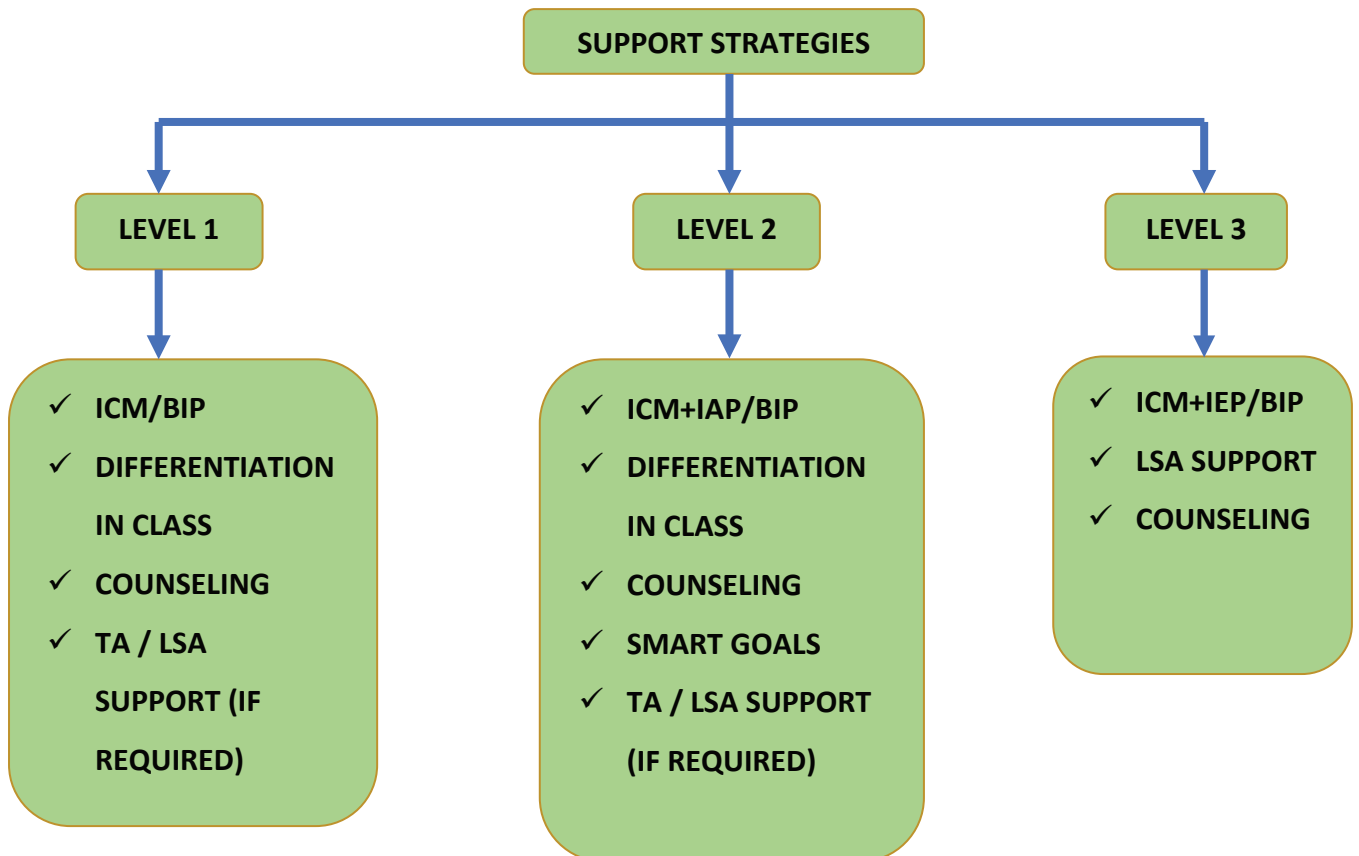 SUPPORT STRATEGIES
LEVEL 1
LEVEL 2
LEVEL 3
✓ ICM/BIP
✓ DIFFERENTIATION
IN CLASS
✓ COUNSELING
✓ TA / LSA
SUPPORT (IF
REQUIRED)
✓ ICM+IAP/BIP
✓ DIFFERENTIATION
IN CLASS
✓ COUNSELING
✓ SMART GOALS
✓ TA / LSA SUPPORT
(IF REQUIRED)
✓ ICM+IEP/BIP
✓ LSA SUPPORT
✓ COUNSELING